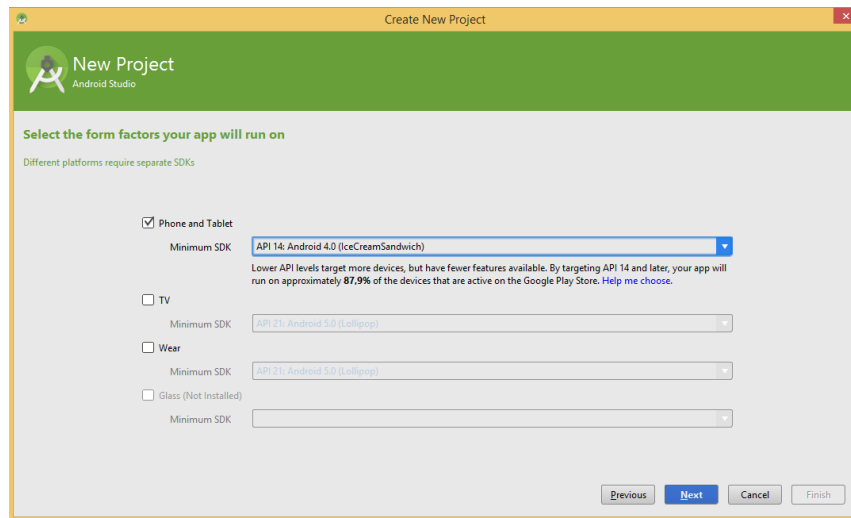 Create New Project
New Project
Android Studio
Select the form factors your app will run on
Different platforms require separate SDKs
Phone and Tablet
Minimum SDK API 14: Android 4.0 (IceCreamSandwich)
Lower API levels target more devices, but have fewer features available. By targeting API 14 and later, your app will
run on approximately 87,9% of the devices that are active on the Google Play Store. Help me choose.
TV
Minimum SDK API 21: Android 5.0 (Lollipop)
Wear
Minimum SDK API 21: Android 5.0 (Lollipop)
Glass (Not Installed)
Minimum SDK
Previous Next Cancel Finish